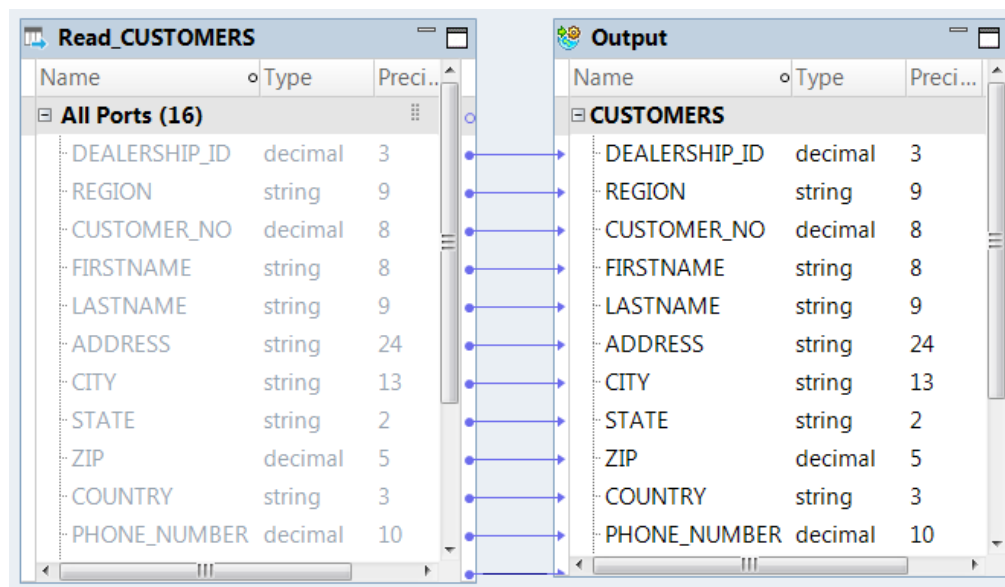 Read_CUSTOMERS
Name Type Preci..
All Ports (16)
DEALERSHIP_ID decimal 3
REGION string 9
CUSTOMER_NO decimal 8
FIRSTNAME string 8
LASTNAME string 9
ADDRESS string 24
CITY string 13
STATE string 2
ZIP decimal 5
COUNTRY string 3
PHONE_NUMBER decimal 10
Output
Name Type Preci...
CUSTOMERS
DEALERSHIP_ID decimal 3
REGION string 9
CUSTOMER_NO decimal 8
FIRSTNAME string 8
LASTNAME string 9
ADDRESS string 24
CITY string 13
STATE string 2
ZIP decimal 5
COUNTRY string 3
PHONE_NUMBER decimal 10